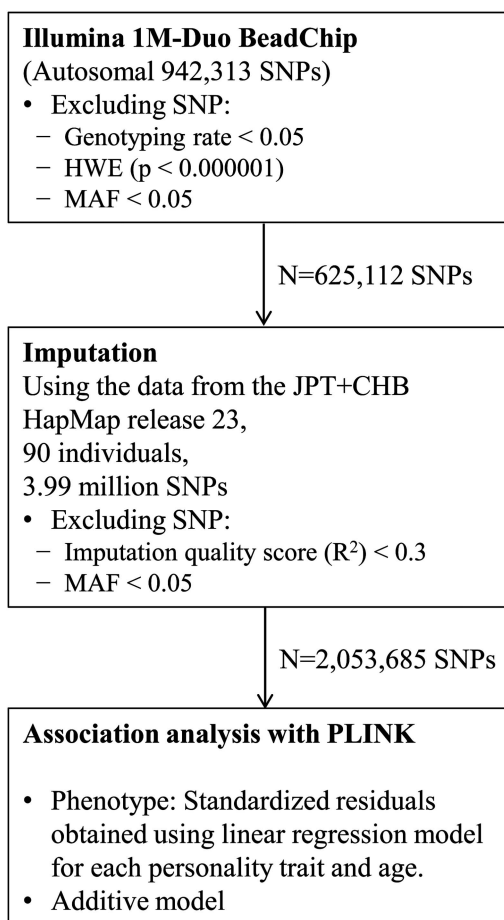 Illumina 1M-Duo BeadChip
(Autosomal 942,313 SNPs)
• Excluding SNP:
− Genotyping rate < 0.05
− HWE (p < 0.000001)
− MAF < 0.05
N=625,112 SNPs
Imputation
Using the data from the JPT+CHB
HapMap release 23,
90 individuals,
3.99 million SNPs
• Excluding SNP:
− Imputation quality score (R²) < 0.3
− MAF < 0.05
N=2,053,685 SNPs
Association analysis with PLINK
• Phenotype: Standardized residuals
obtained using linear regression model
for each personality trait and age.
• Additive model